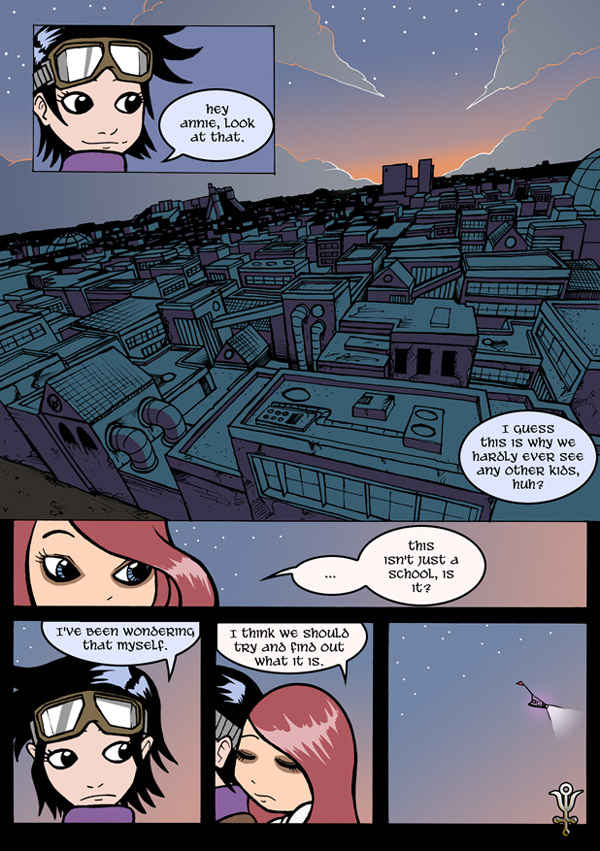 hey
annie, look
at that.
I guess
this is why we
hardly ever see
any other kids,
huh?
...
this
isn't just a
school, is
it?
I've been wondering
that myself.
I think we should
try and find out
what it is.